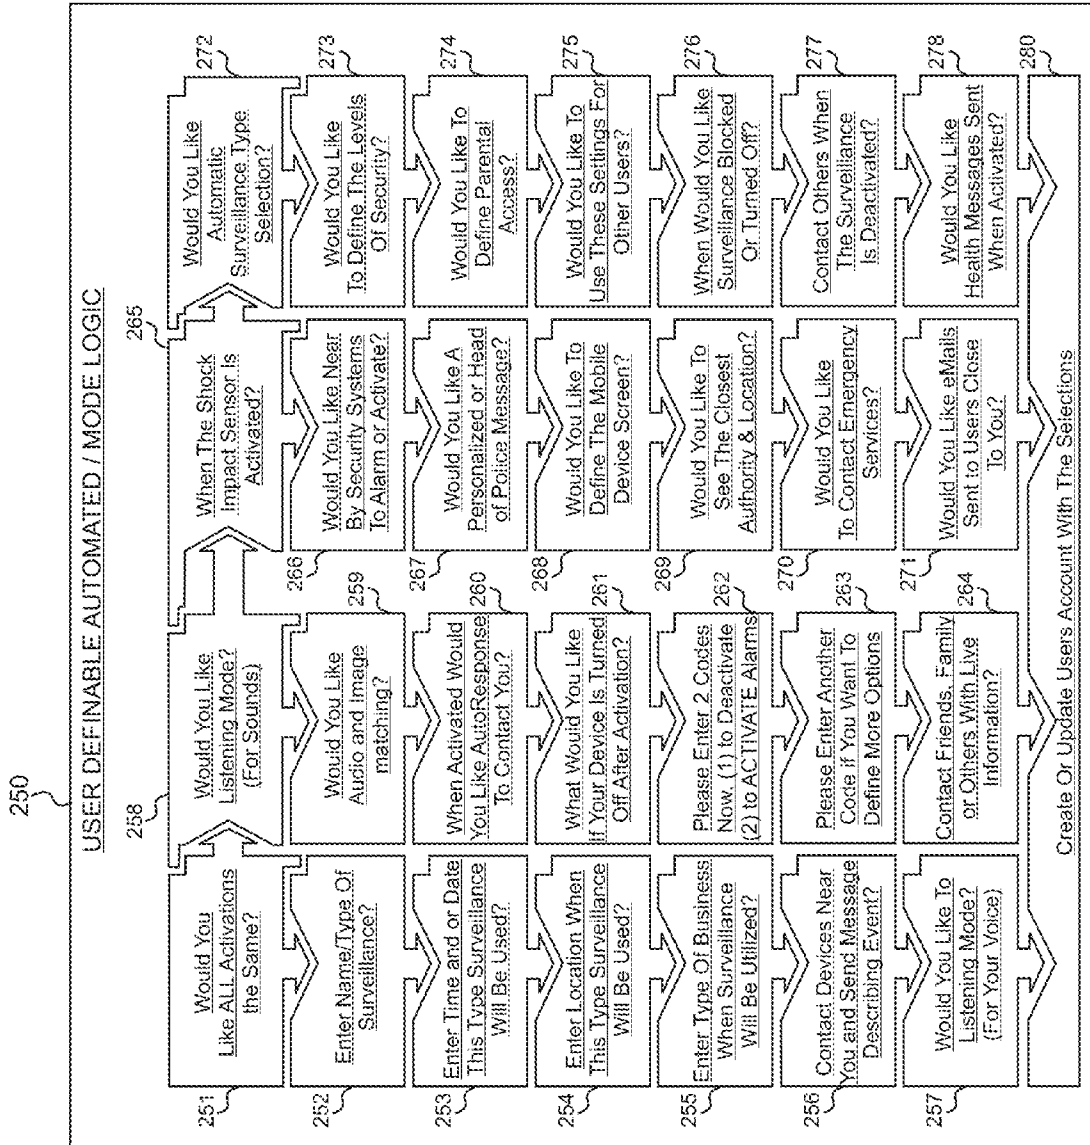 250
USER DEFINABLE AUTOMATED / MODE LOGIC
251
Would You
Like ALL Activations
the Same?
252
Enter Name/Type Of
Surveillance?
253
Enter Time and or Date
This Type Surveillance
Will Be Used?
254
Enter Location When
This Type Surveillance
Will Be Used?
255
Enter Type Of Business
When Surveillance
Will Be Utilized?
256
Contact Devices Near
You and Send Message
Describing Event?
257
Would You Like To
Listening Mode?
(For Your Voice)
258
Would You Like
Listening Mode?
(For Sounds)
259
Would You Like
Audio and Image
matching?
260
When Activated Would
You Like AutoResponse
To Contact You?
261
What Would You Like
If Your Device Is Turned
Off After Activation?
262
Please Enter 2 Codes
Now, (1) to Deactivate
(2) to ACTIVATE Alarms
263
Please Enter Another
Code if You Want To
Define More Options
264
Contact Friends, Family
or Others With Live
Information?
265
When The Shock
Impact Sensor Is
Activated?
266
Would You Like Near
By Security Systems
To Alarm or Activate?
267
Would You Like A
Personalized or Head
of Police Message?
268
Would You Like To
Define The Mobile
Device Screen?
269
Would You Like To
See The Closest
Authority & Location?
270
Would You Like
To Contact Emergency
Services?
271
Would You Like eMails
Sent to Users Close
To You?
272
Would You Like
Automatic
Surveillance Type
Selection?
273
Would You Like
To Define The Levels
Of Security?
274
Would You Like To
Define Parental
Access?
275
Would You Like To
Use These Settings For
Other Users?
276
When Would You Like
Surveillance Blocked
Or Turned Off?
277
Contact Others When
The Surveillance
Is Deactivated?
278
Would You Like
Health Messages Sent
When Activated?
280
Create Or Update Users Account With The Selections